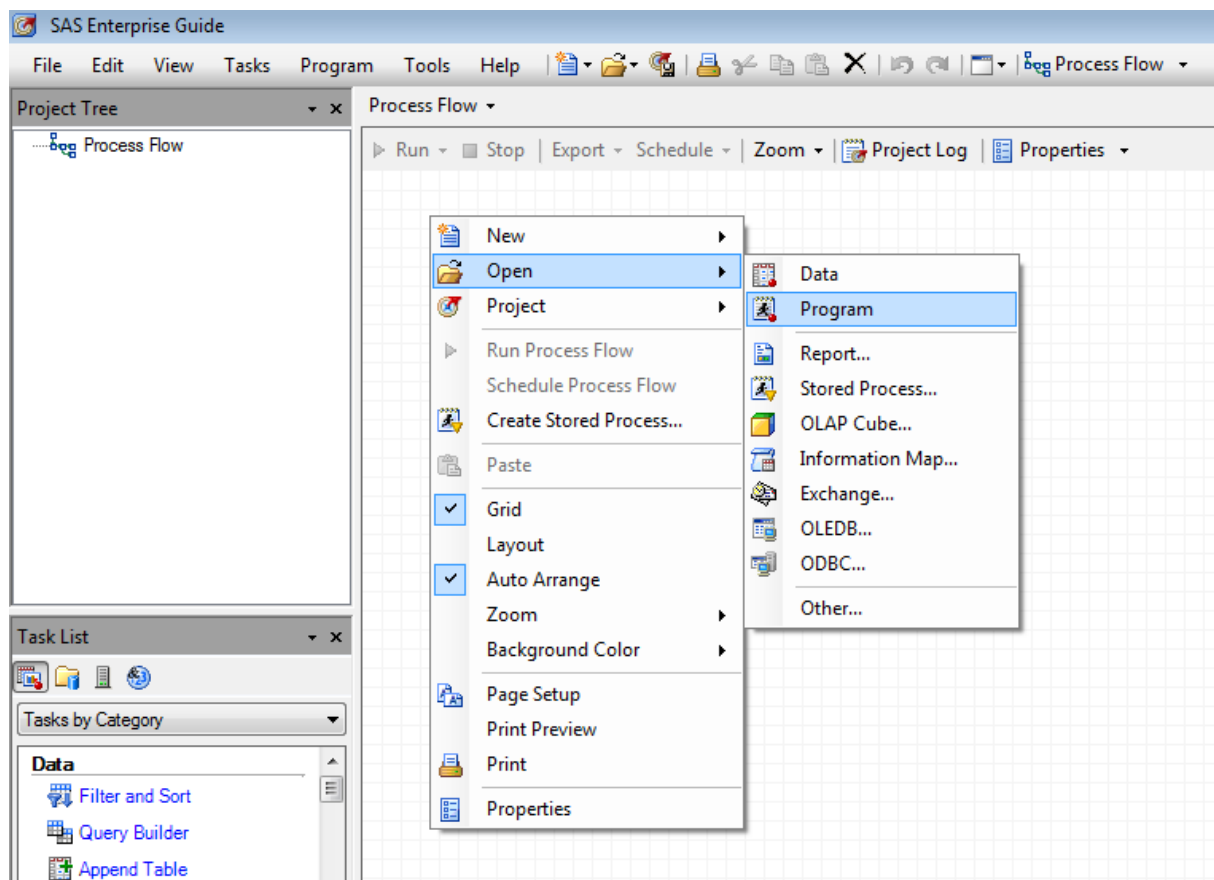 SAS Enterprise Guide
File Edit View Tasks Program Tools Help Process Flow
Project Tree
Process Flow
Process Flow
Run Stop Export Schedule Zoom Project Log Properties
New
Open
Project
Run Process Flow
Schedule Process Flow
Create Stored Process...
Paste
Grid
Layout
Auto Arrange
Zoom
Background Color
Page Setup
Print Preview
Print
Properties
Data
Program
Report...
Stored Process...
OLAP Cube...
Information Map...
Exchange...
OLEDB...
ODBC...
Other...
Task List
Tasks by Category
Data
Filter and Sort
Query Builder
Append Table